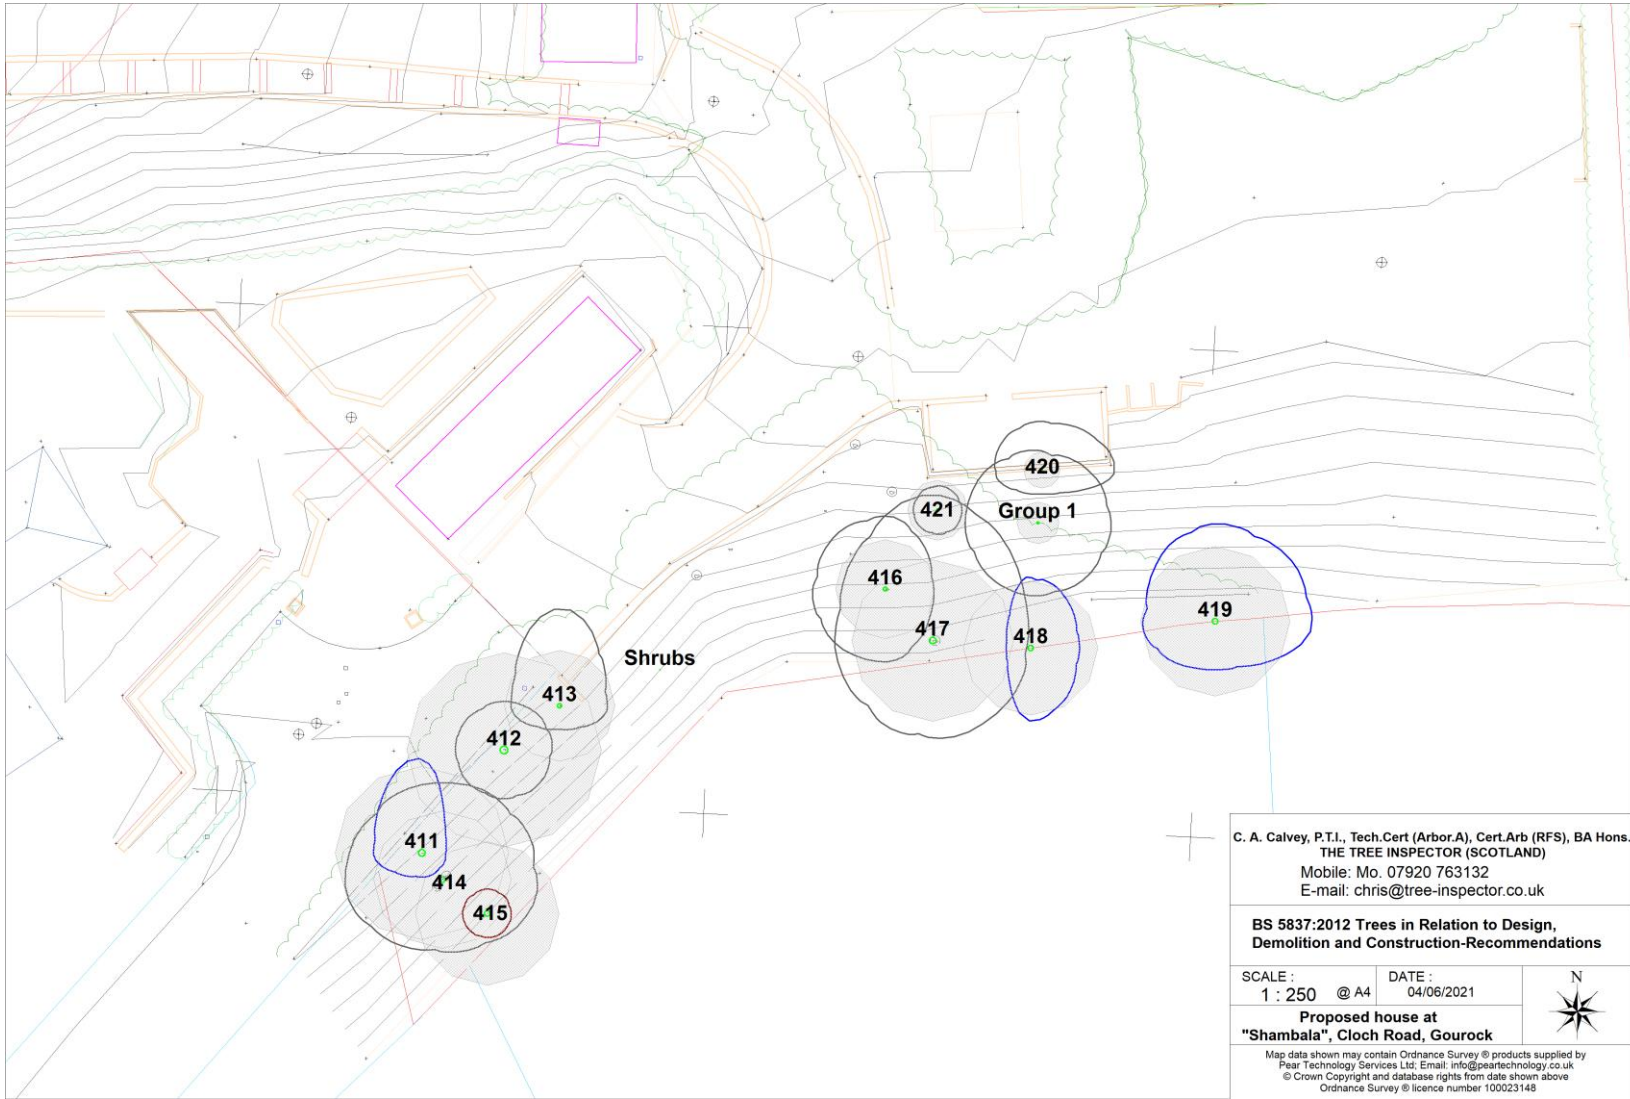 420
421
Group 1
416
419
417
418
Shrubs
413
412
411
414
415
C. A. Calvey, P.T.I., Tech.Cert (Arbor.A), Cert.Arb (RFS), BA Hons.
THE TREE INSPECTOR (SCOTLAND)
Mobile: Mo. 07920 763132
E-mail: chris@tree-inspector.co.uk
BS 5837:2012 Trees in Relation to Design,
Demolition and Construction-Recommendations
SCALE :
1 : 250 @ A4
DATE :
04/06/2021
N
Proposed house at
"Shambala", Cloch Road, Gourock
Map data shown may contain Ordnance Survey ® products supplied by
Pear Technology Services Ltd; Email: info@peartechnology.co.uk
© Crown Copyright and database rights from date shown above
Ordnance Survey ® licence number 100023148